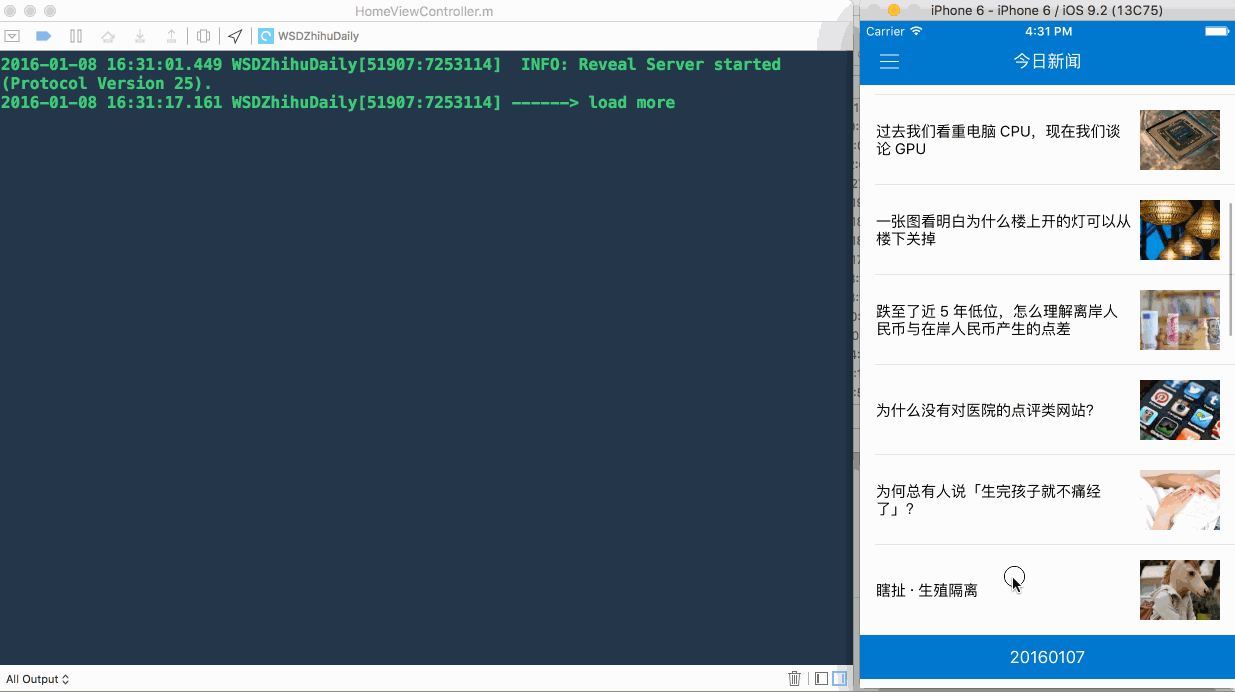 HomeViewController.m
WSDZhihuDaily
2016-01-08 16:31:01.449 WSDZhihuDaily[51907:7253114]  INFO: Reveal Server started
(Protocol Version 25).
2016-01-08 16:31:17.161 WSDZhihuDaily[51907:7253114] ------> load more
All Output
iPhone 6 - iPhone 6 / iOS 9.2 (13C75)
Carrier 4:31 PM
今日新闻
过去我们看重电脑 CPU，现在我们谈
论 GPU
一张图看明白为什么楼上开的灯可以从
楼下关掉
跌至了近 5 年低位，怎么理解离岸人
民币与在岸人民币产生的点差
为什么没有对医院的点评类网站？
为何总有人说「生完孩子就不痛经
了」？
瞎扯 · 生殖隔离
20160107